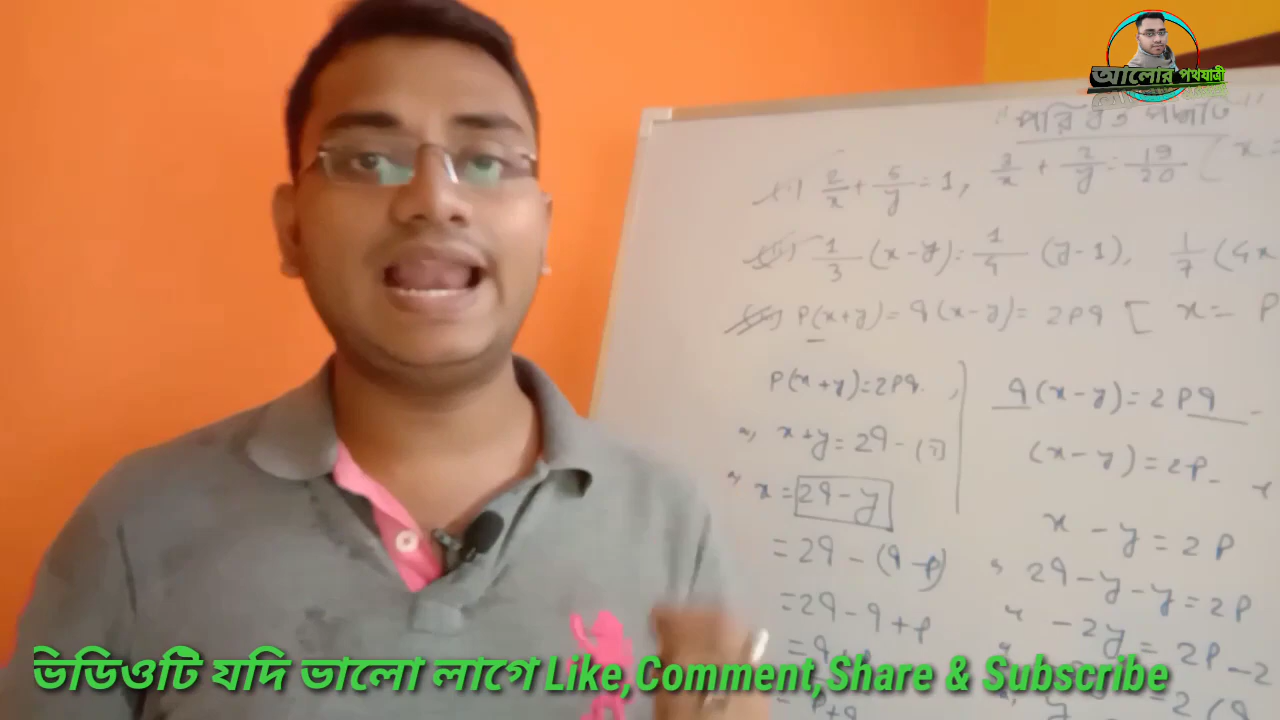 আলোর পথযাত্রী
"পরিবর্ত পদ্ধতি"
2/x + 5/y = 1, 3/x + 2/y = 19/20 ( x =
1/3 (x-y) = 1/4 (y-1), 1/7 (4x
P(x+y) = q(x-y) = 2Pq [ x = P
P(x+y) = 2Pq.
x+y = 2q - (i)
x = 2q-y
= 2q - (q-P)
= 2q - q + P
= P+q
q(x-y) = 2Pq
(x-y) = 2P
x - y = 2P
2q - y - y = 2P
-2y = 2P - 2
ভিডিওটি যদি ভালো লাগে Like,Comment,Share & Subscribe